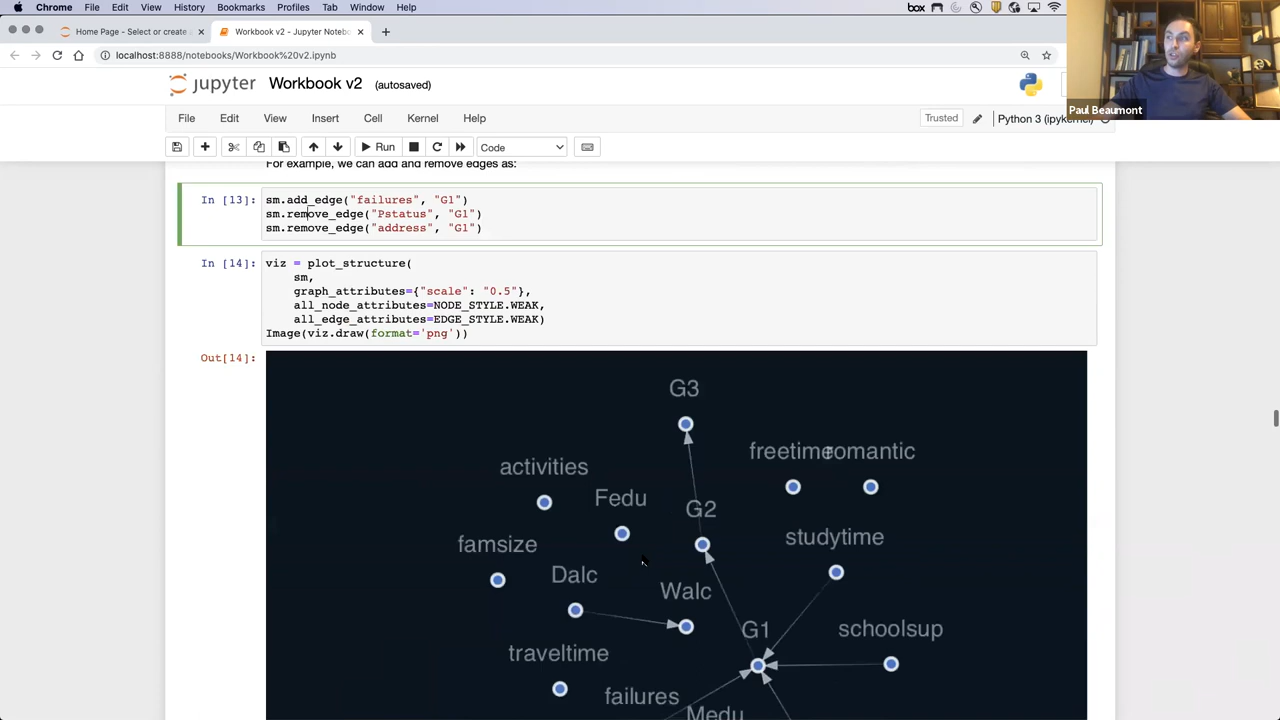 Chrome File Edit View History Bookmarks Profiles Tab Window Help
box
Home Page - Select or create a
Workbook v2 - Jupyter Notebo
localhost:8888/notebooks/Workbook%20v2.ipynb
Paul Beaumont
jupyter Workbook v2 (autosaved)
File Edit View Insert Cell Kernel Help
Trusted
Python 3 (ipykernel)
Run
Code
For example, we can add and remove edges as:
In [13]:
sm.add_edge("failures", "G1")
sm.remove_edge("Pstatus", "G1")
sm.remove_edge("address", "G1")
In [14]:
viz = plot_structure(
sm,
graph_attributes={"scale": "0.5"},
all_node_attributes=NODE_STYLE.WEAK,
all_edge_attributes=EDGE_STYLE.WEAK)
Image(viz.draw(format='png'))
Out[14]:
G3
freetime
romantic
activities
Fedu
G2
studytime
famsize
Dalc
Walc
G1
schoolsup
traveltime
failures
Medu